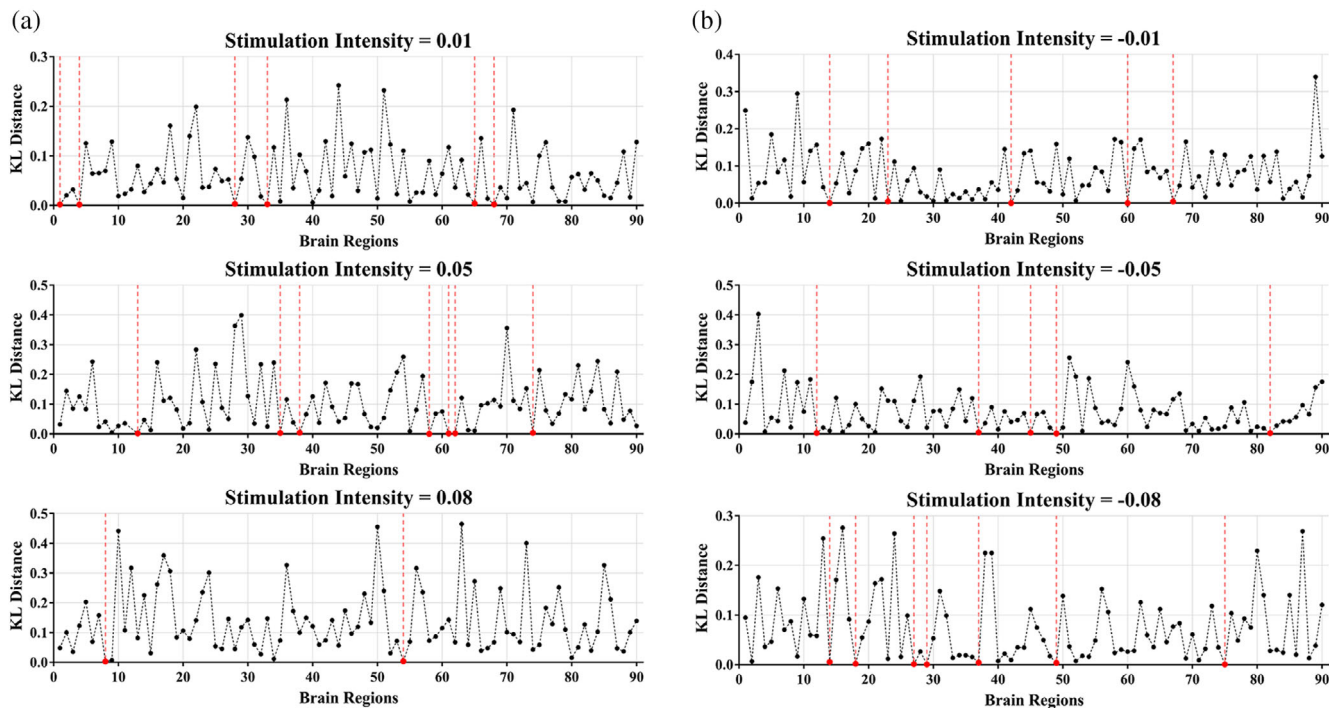 (a)
Stimulation Intensity = 0.01
KL Distance
0.3
0.2
0.1
0.0
0 10 20 30 40 50 60 70 80 90
Brain Regions
Stimulation Intensity = 0.05
KL Distance
0.5
0.4
0.3
0.2
0.1
0.0
0 10 20 30 40 50 60 70 80 90
Brain Regions
Stimulation Intensity = 0.08
KL Distance
0.5
0.4
0.3
0.2
0.1
0.0
0 10 20 30 40 50 60 70 80 90
Brain Regions
(b)
Stimulation Intensity = -0.01
KL Distance
0.4
0.3
0.2
0.1
0.0
0 10 20 30 40 50 60 70 80 90
Brain Regions
Stimulation Intensity = -0.05
KL Distance
0.5
0.4
0.3
0.2
0.1
0.0
0 10 20 30 40 50 60 70 80 90
Brain Regions
Stimulation Intensity = -0.08
KL Distance
0.3
0.2
0.1
0.0
0 10 20 30 40 50 60 70 80 90
Brain Regions